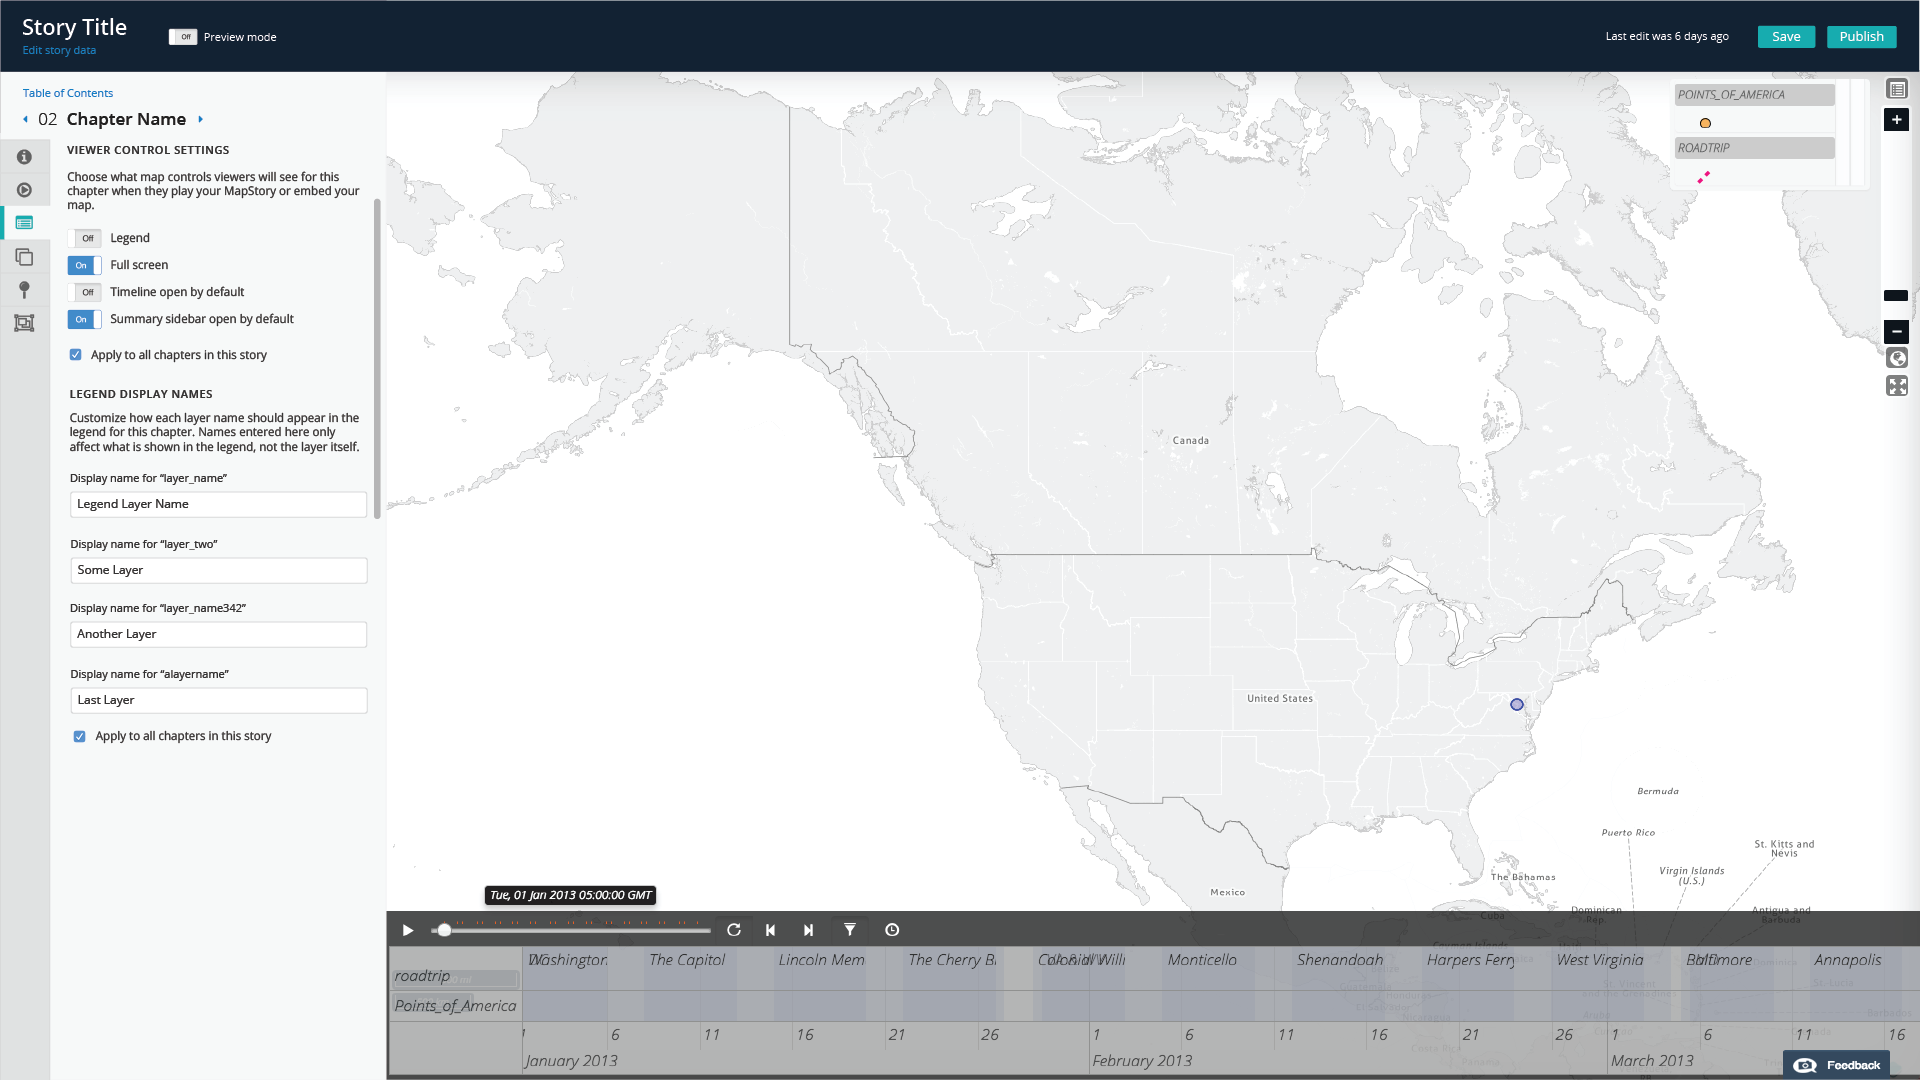 Story Title
Edit story data
Off Preview mode
Last edit was 6 days ago
Save
Publish
Table of Contents
02 Chapter Name
VIEWER CONTROL SETTINGS
Choose what map controls viewers will see for this
chapter when they play your MapStory or embed your
map.
Off Legend
On Full screen
Off Timeline open by default
On Summary sidebar open by default
Apply to all chapters in this story
LEGEND DISPLAY NAMES
Customize how each layer name should appear in the
legend for this chapter. Names entered here only
affect what is shown in the legend, not the layer itself.
Display name for “layer_name”
Legend Layer Name
Display name for “layer_two”
Some Layer
Display name for “layer_name342”
Another Layer
Display name for “alayername”
Last Layer
Apply to all chapters in this story
POINTS_OF_AMERICA
ROADTRIP
Canada
United States
Bermuda
Puerto Rico
St. Kitts and
Nevis
Virgin Islands
(U.S.)
The Bahamas
Mexico
Dominican
Rep.
Antigua and
Barbuda
Cuba
Cayman Islands
Tue, 01 Jan 2013 05:00:00 GMT
Washington The Capitol Lincoln Mem The Cherry Bl Colonial Willi Monticello Shenandoah Harpers Ferry West Virginia Baltimore Annapolis
roadtrip
Points_of_America
1 6 11 16 21 26 1 6 11 16 21 26 1 6 11 16
January 2013 February 2013 March 2013
Feedback